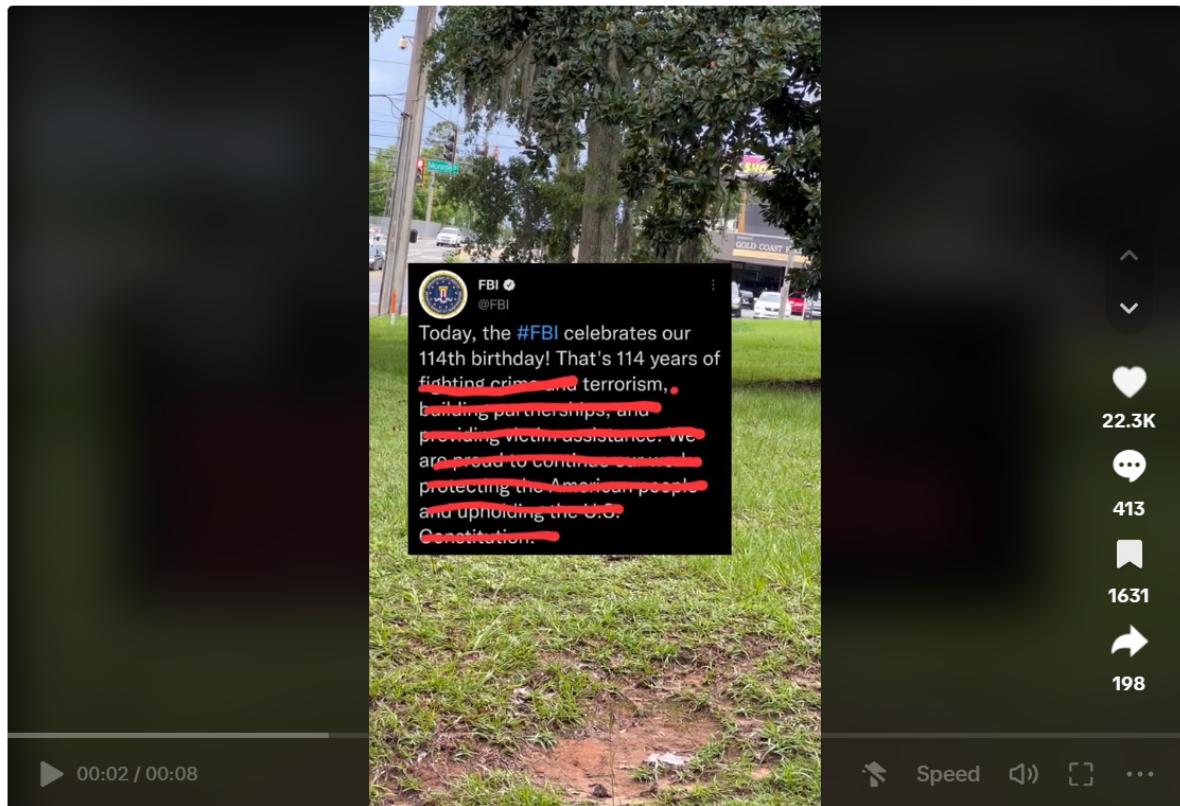 Monroe
SHO
GOLD COAST
FBI
@FBI
Today, the #FBI celebrates our
114th birthday! That's 114 years of
fighting crime and terrorism,
building partnerships, and
providing victim assistance. We
are proud to continue our work
protecting the American people
and upholding the U.S.
Constitution.
22.3K
413
1631
198
00:02 / 00:08
Speed